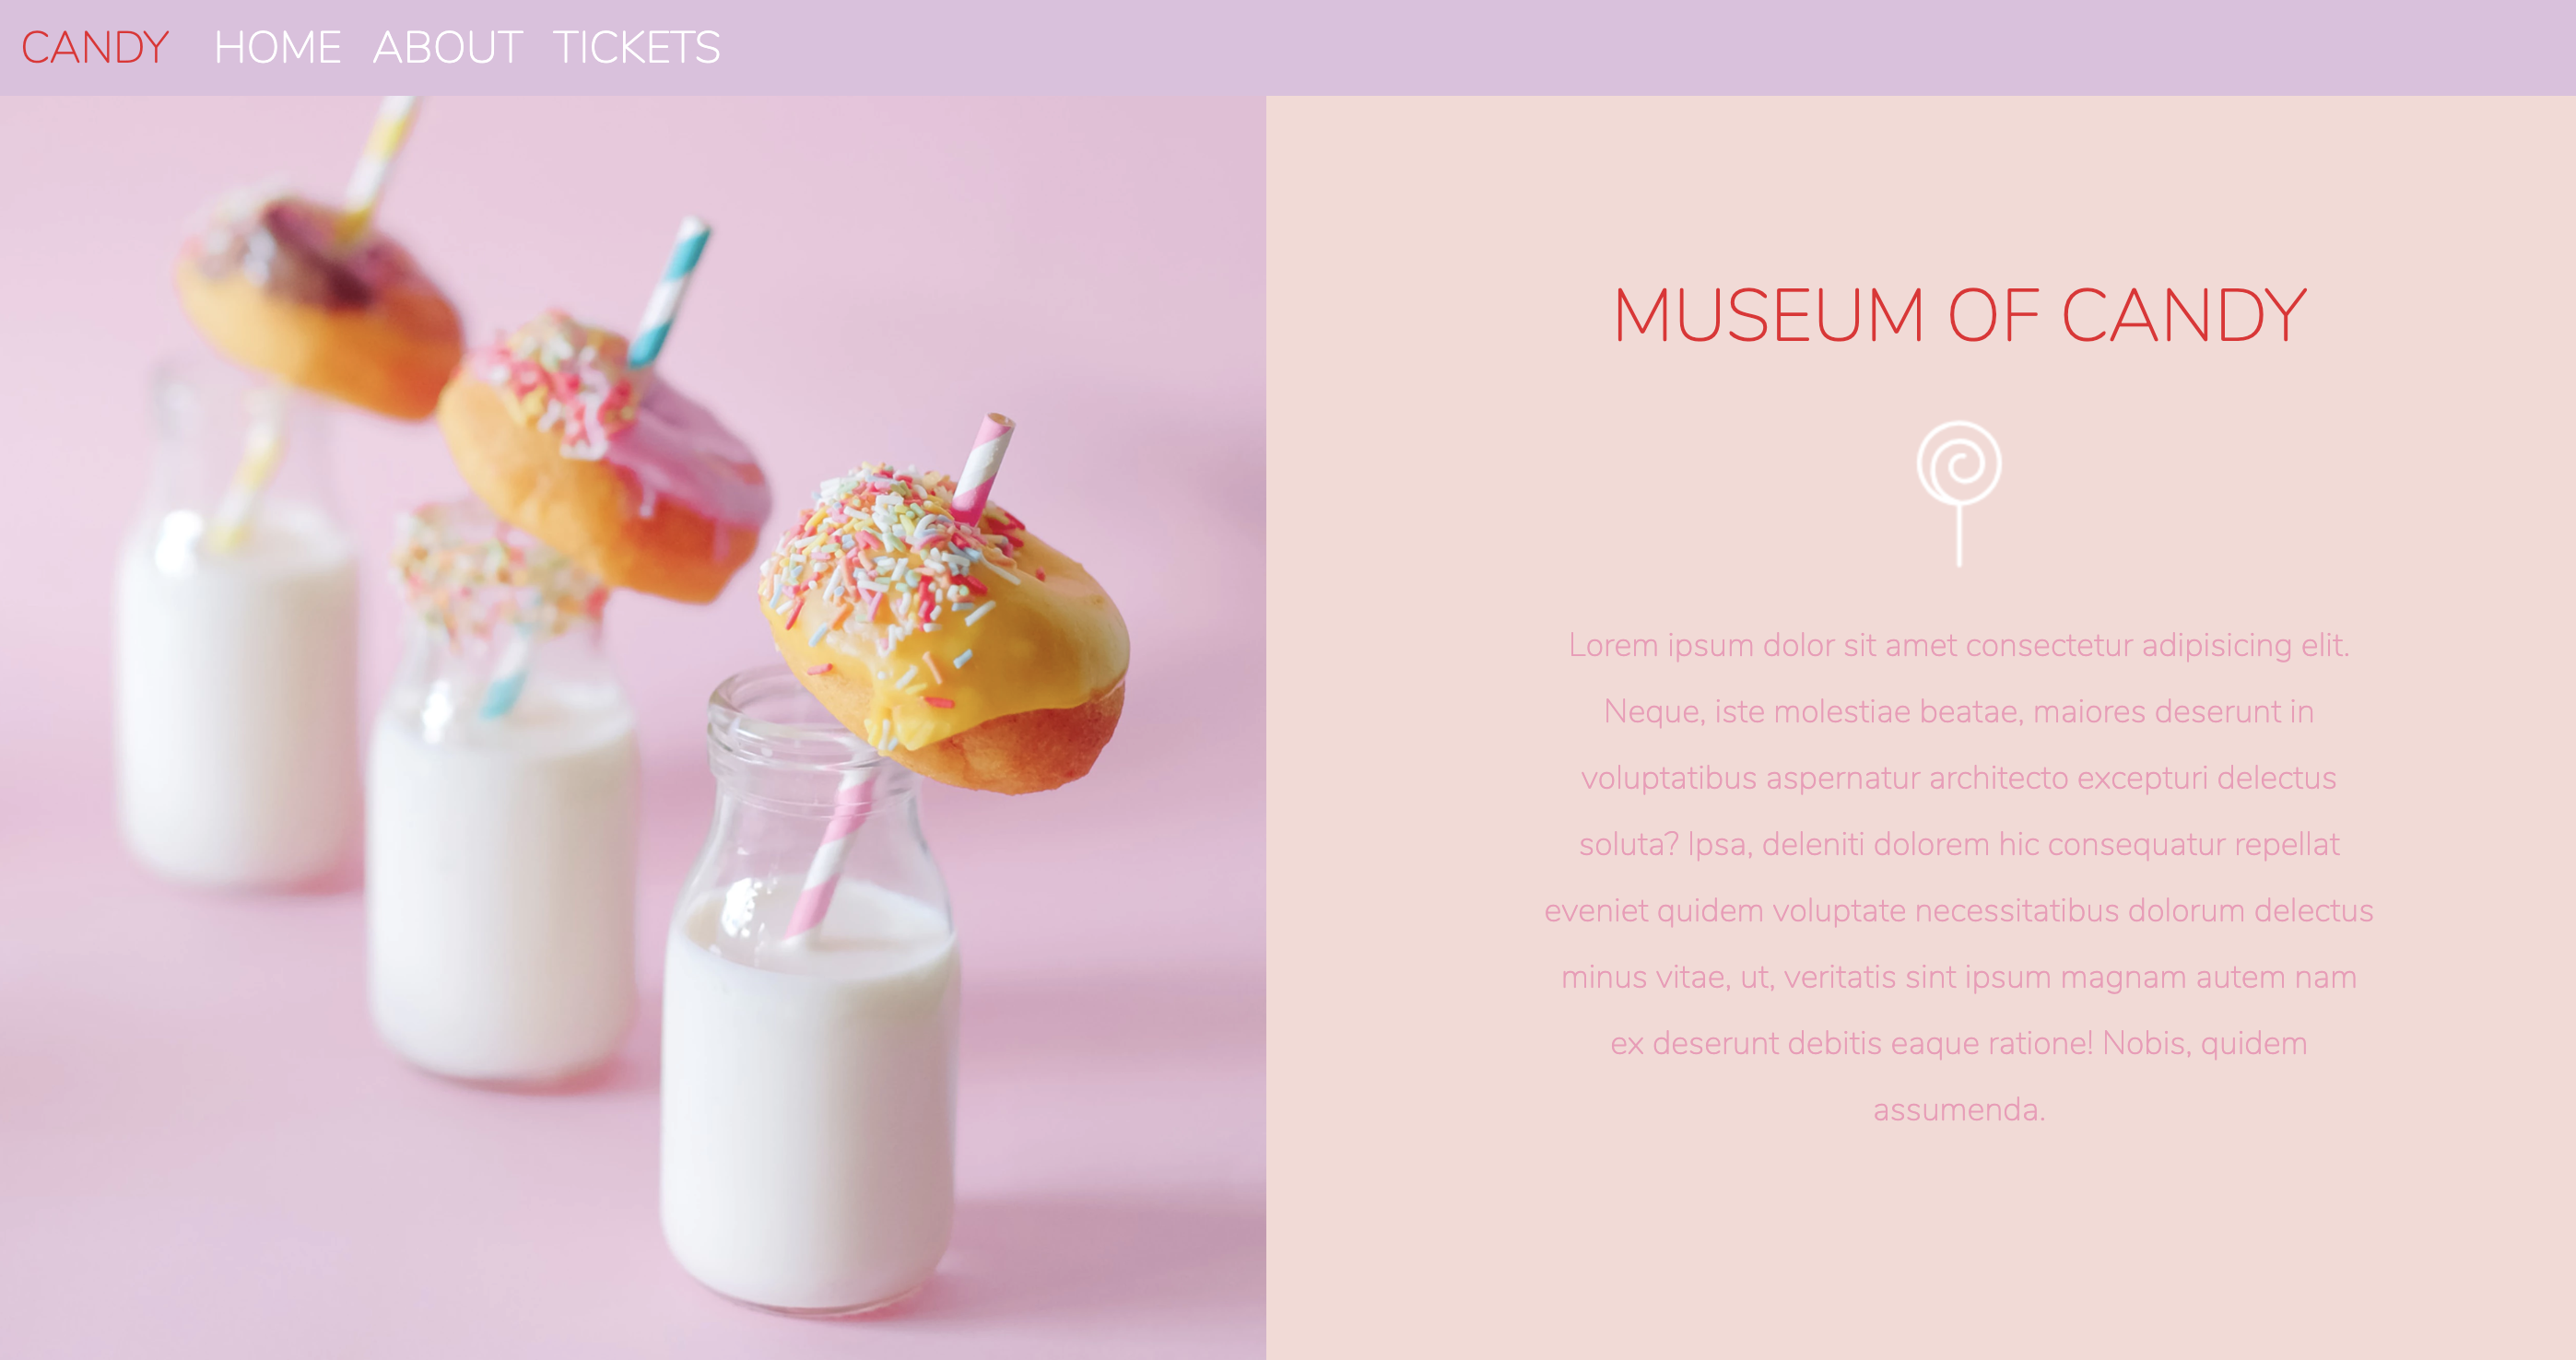 CANDY HOME ABOUT TICKETS
MUSEUM OF CANDY
Lorem ipsum dolor sit amet consectetur adipisicing elit.
Neque, iste molestiae beatae, maiores deserunt in
voluptatibus aspernatur architecto excepturi delectus
soluta? Ipsa, deleniti dolorem hic consequatur repellat
eveniet quidem voluptate necessitatibus dolorum delectus
minus vitae, ut, veritatis sint ipsum magnam autem nam
ex deserunt debitis eaque ratione! Nobis, quidem
assumenda.